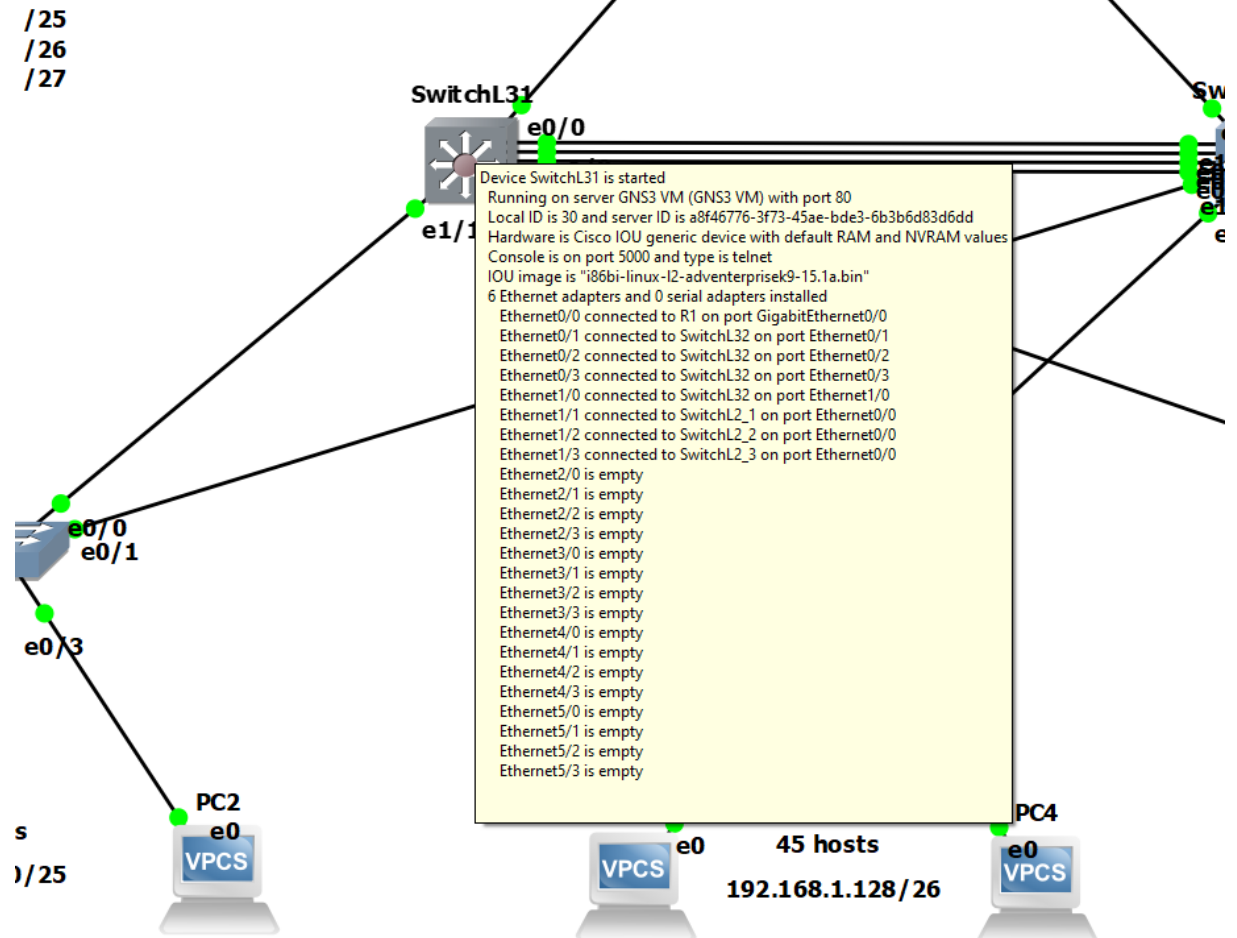 /25
/26
/27
SwitchL31
Sw
e0/0
e1/1
Device SwitchL31 is started
Running on server GNS3 VM (GNS3 VM) with port 80
Local ID is 30 and server ID is a8f46776-3f73-45ae-bde3-6b3b6d83d6dd
Hardware is Cisco IOU generic device with default RAM and NVRAM values
Console is on port 5000 and type is telnet
IOU image is "i86bi-linux-l2-adventerprisek9-15.1a.bin"
6 Ethernet adapters and 0 serial adapters installed
Ethernet0/0 connected to R1 on port GigabitEthernet0/0
Ethernet0/1 connected to SwitchL32 on port Ethernet0/1
Ethernet0/2 connected to SwitchL32 on port Ethernet0/2
Ethernet0/3 connected to SwitchL32 on port Ethernet0/3
Ethernet1/0 connected to SwitchL32 on port Ethernet1/0
Ethernet1/1 connected to SwitchL2_1 on port Ethernet0/0
Ethernet1/2 connected to SwitchL2_2 on port Ethernet0/0
Ethernet1/3 connected to SwitchL2_3 on port Ethernet0/0
Ethernet2/0 is empty
Ethernet2/1 is empty
Ethernet2/2 is empty
Ethernet2/3 is empty
Ethernet3/0 is empty
Ethernet3/1 is empty
Ethernet3/2 is empty
Ethernet3/3 is empty
Ethernet4/0 is empty
Ethernet4/1 is empty
Ethernet4/2 is empty
Ethernet4/3 is empty
Ethernet5/0 is empty
Ethernet5/1 is empty
Ethernet5/2 is empty
Ethernet5/3 is empty
e0/0
e0/1
e0/3
PC2
e0
VPCS
s
)/25
e0
VPCS
45 hosts
192.168.1.128/26
PC4
e0
VPCS